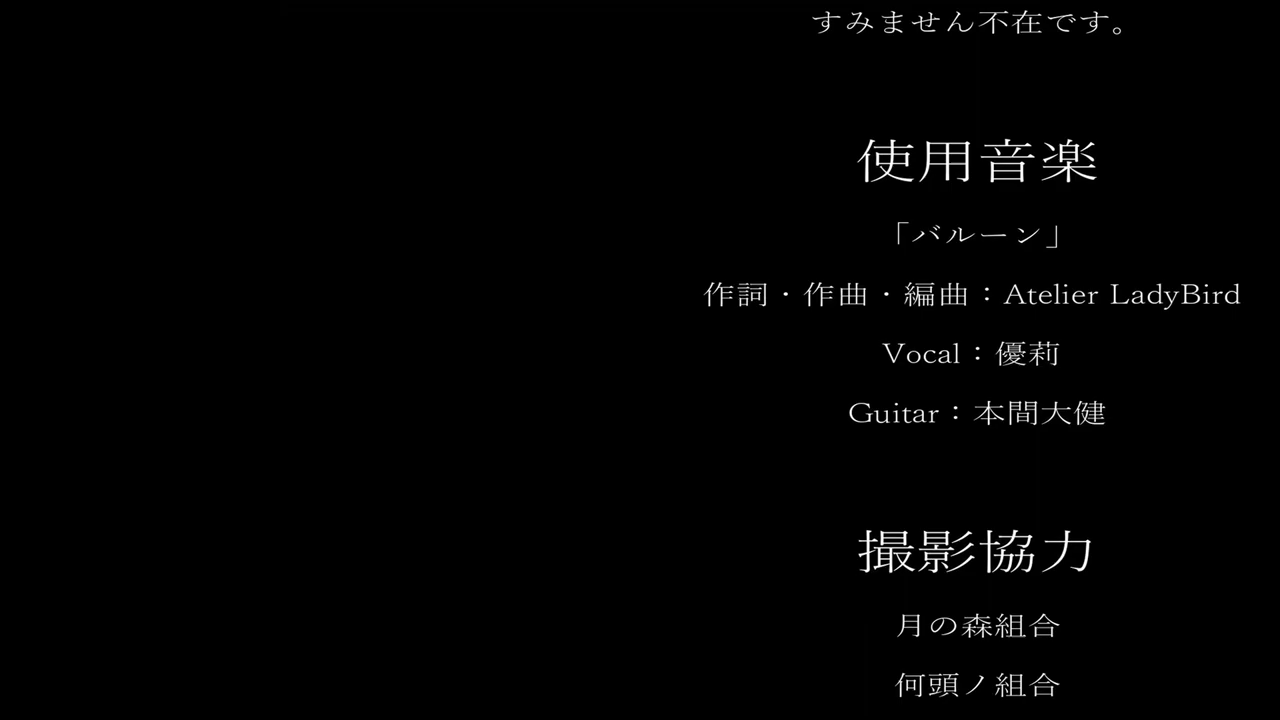 すみません不在です。
使用音楽
「バルーン」
作詞・作曲・編曲：Atelier LadyBird
Vocal：優莉
Guitar：本間大健
撮影協力
月の森組合
何頭ノ組合